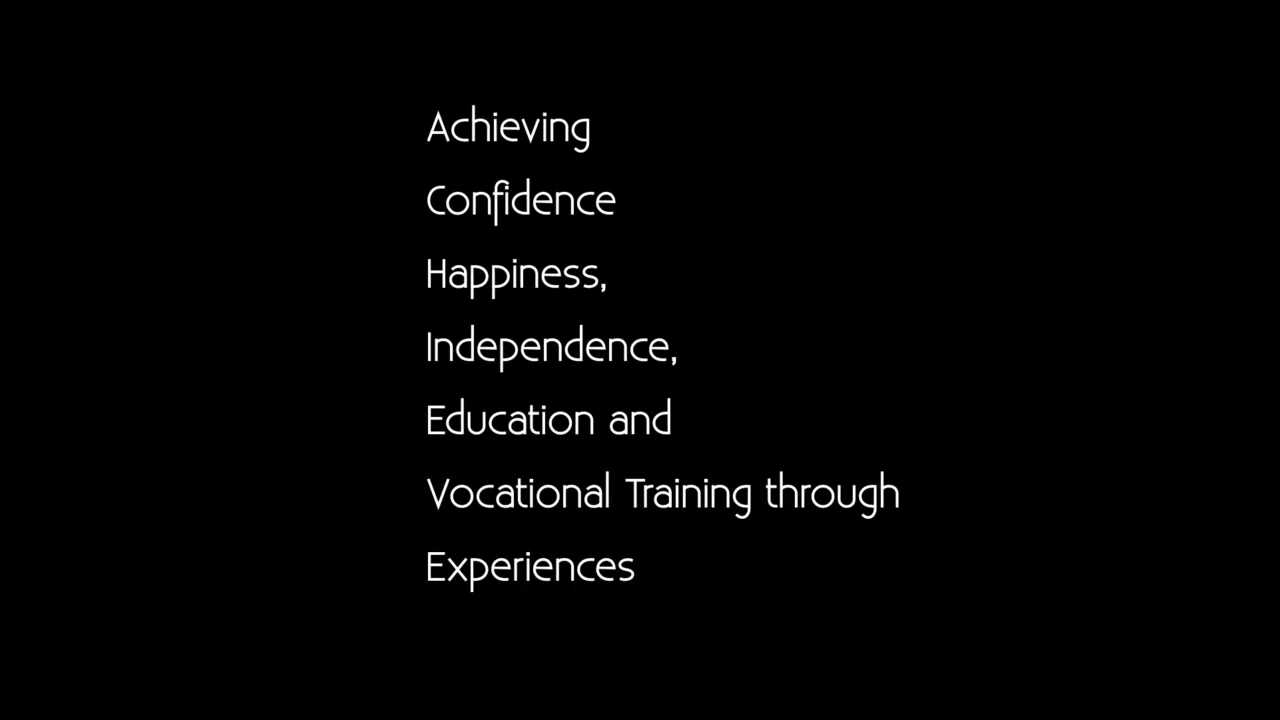 Achieving
Confidence
Happiness,
Independence,
Education and
Vocational Training through
Experiences